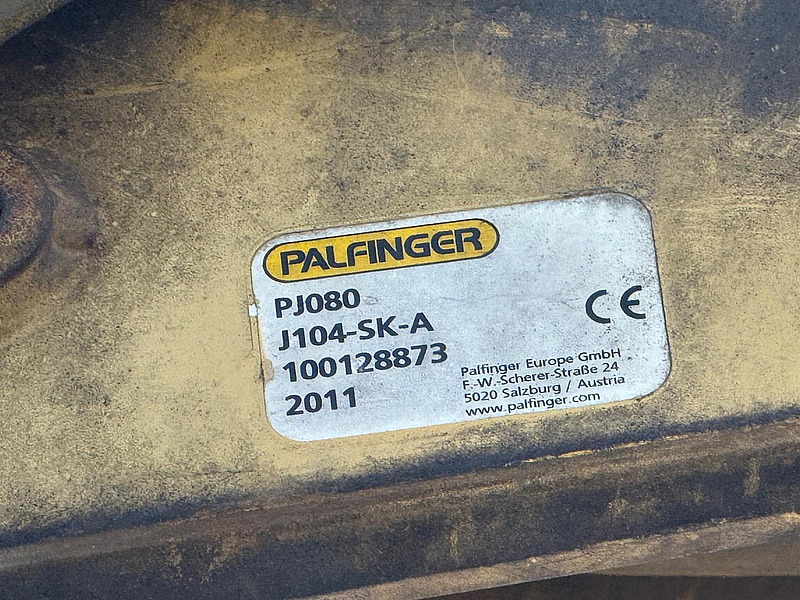 PALFINGER
PJ080
J104-SK-A
100128873
2011
CE
Palfinger Europe GmbH
F.-W.-Scherer-Straße 24
5020 Salzburg / Austria
www.palfinger.com